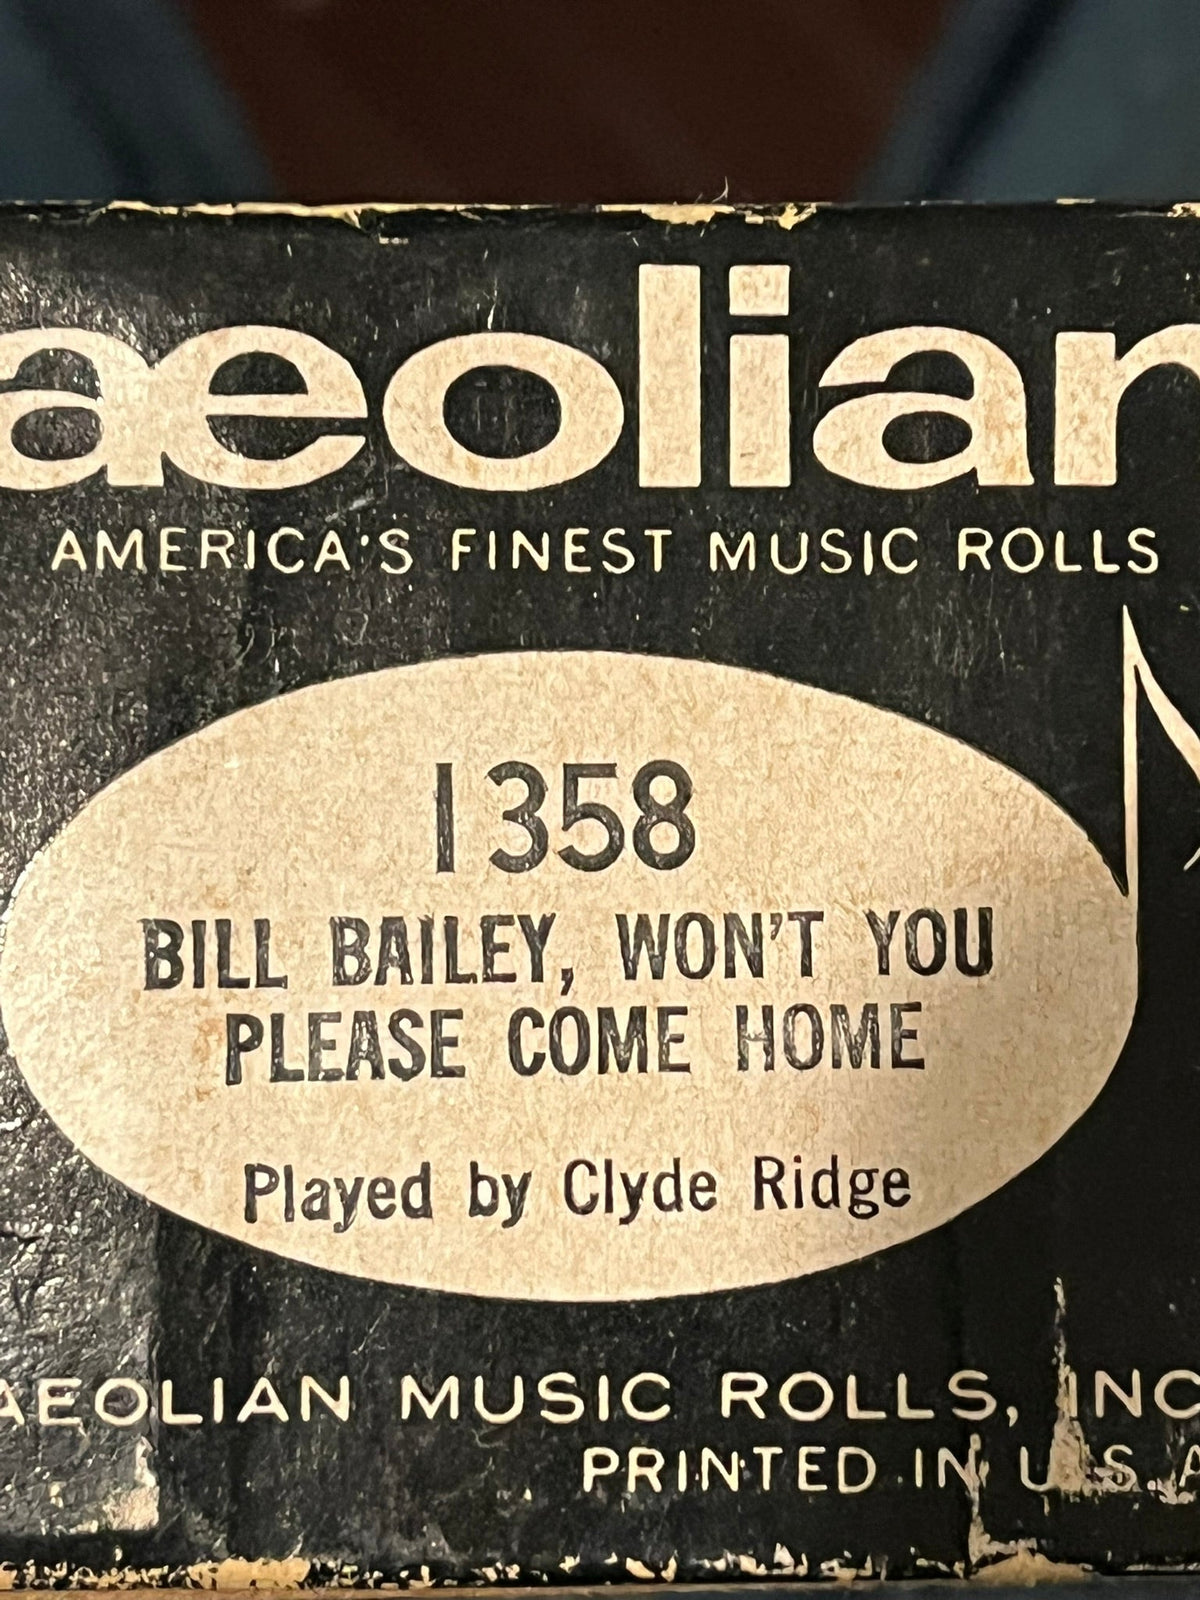 aeolian
AMERICA'S FINEST MUSIC ROLLS
1358
BILL BAILEY, WON'T YOU
PLEASE COME HOME
Played by Clyde Ridge
AEOLIAN MUSIC ROLLS, INC
PRINTED IN U.S.A